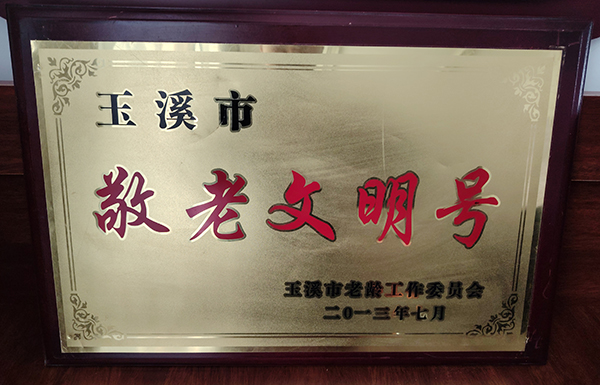 玉溪市
敬老文明号
玉溪市老龄工作委员会
二〇一三年七月